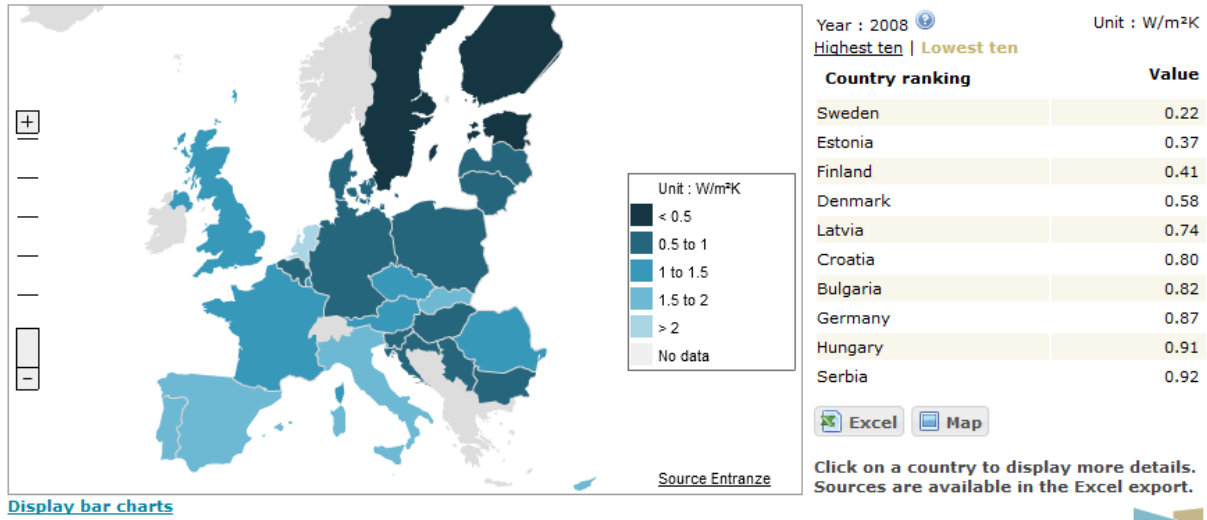 +
−
Unit : W/m²K
< 0.5
0.5 to 1
1 to 1.5
1.5 to 2
> 2
No data
Source Entranze
Display bar charts
Year : 2008 ? Unit : W/m²K
Highest ten | Lowest ten
Country ranking Value
Sweden 0.22
Estonia 0.37
Finland 0.41
Denmark 0.58
Latvia 0.74
Croatia 0.80
Bulgaria 0.82
Germany 0.87
Hungary 0.91
Serbia 0.92
Excel Map
Click on a country to display more details.
Sources are available in the Excel export.